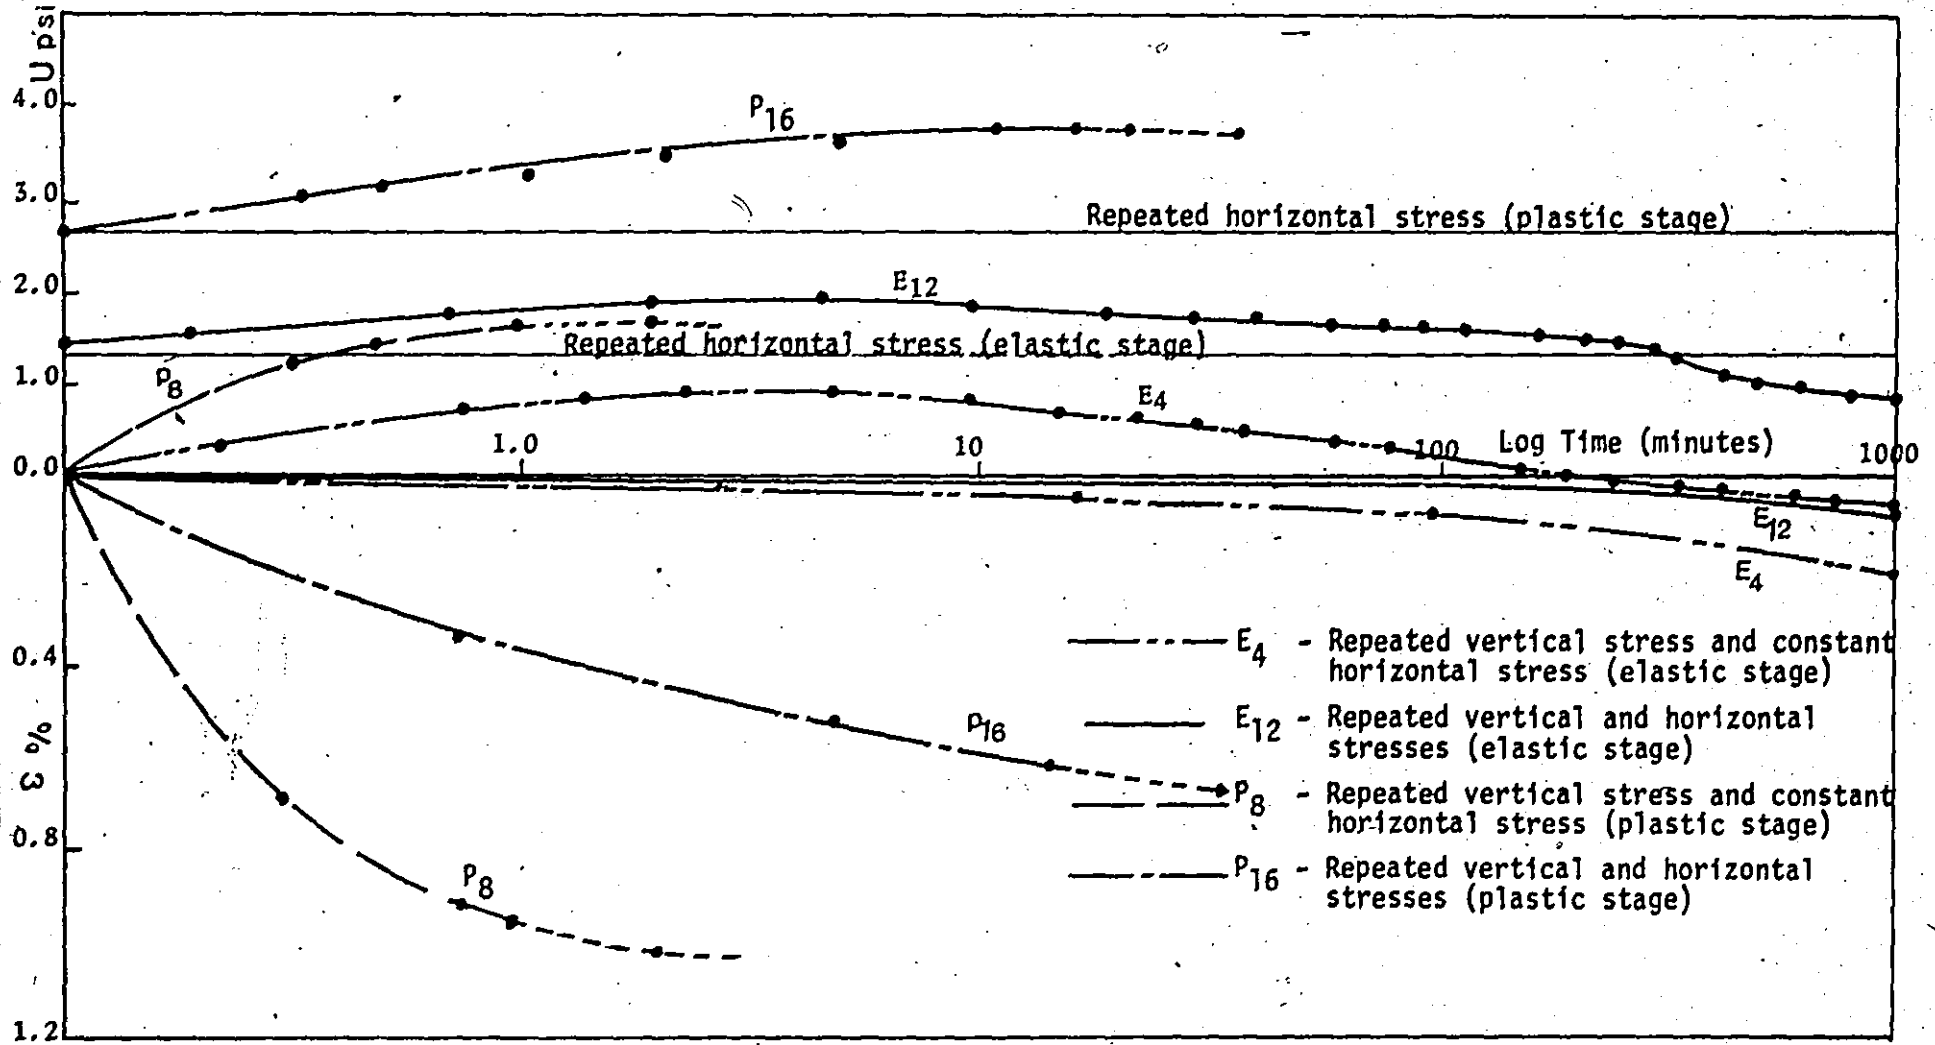 U psi
4.0
3.0
2.0
1.0
0.0
0.4
0.8
1.2
ε %
P16
Repeated horizontal stress (plastic stage)
E12
Repeated horizontal stress (elastic stage)
P8
E4
1.0
10
100
Log Time (minutes)
1000
E12
E4
P16
P8
E4 - Repeated vertical stress and constant
horizontal stress (elastic stage)
E12 - Repeated vertical and horizontal
stresses (elastic stage)
P8 - Repeated vertical stress and constant
horizontal stress (plastic stage)
P16 - Repeated vertical and horizontal
stresses (plastic stage)